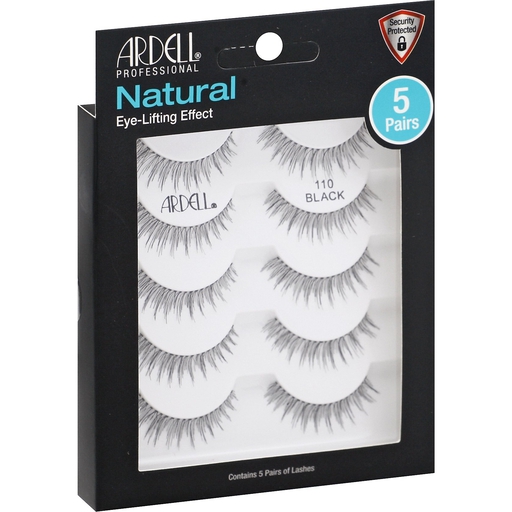 ARDELL®
PROFESSIONAL
Natural
Eye-Lifting Effect
Security
Protected
5
Pairs
110
BLACK
ARDELL®
Contains 5 Pairs of Lashes